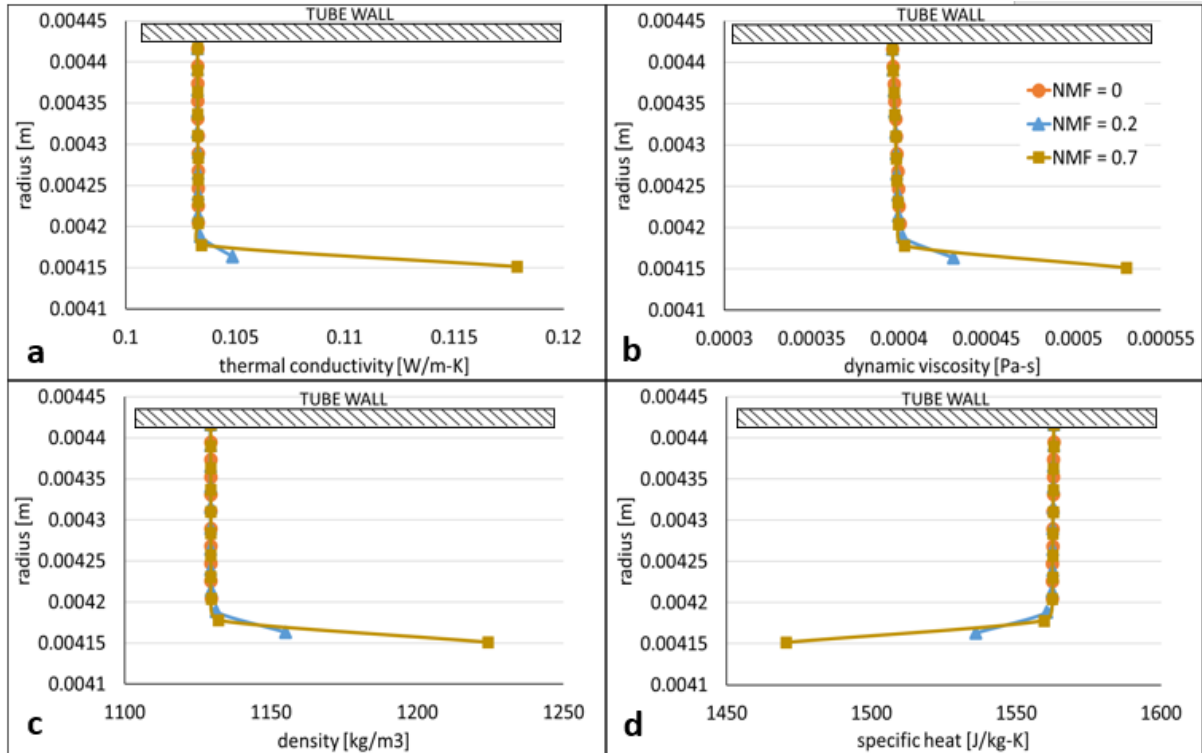 TUBE WALL
0.00445
0.0044
0.00435
0.0043
0.00425
0.0042
0.00415
0.0041
radius [m]
0.1
0.105
0.11
0.115
0.12
thermal conductivity [W/m-K]
a
TUBE WALL
0.00445
0.0044
0.00435
0.0043
0.00425
0.0042
0.00415
0.0041
radius [m]
NMF = 0
NMF = 0.2
NMF = 0.7
0.0003
0.00035
0.0004
0.00045
0.0005
0.00055
dynamic viscosity [Pa-s]
b
TUBE WALL
0.00445
0.0044
0.00435
0.0043
0.00425
0.0042
0.00415
0.0041
radius [m]
1100
1150
1200
1250
density [kg/m3]
c
TUBE WALL
0.00445
0.0044
0.00435
0.0043
0.00425
0.0042
0.00415
0.0041
radius [m]
1450
1500
1550
1600
specific heat [J/kg-K]
d